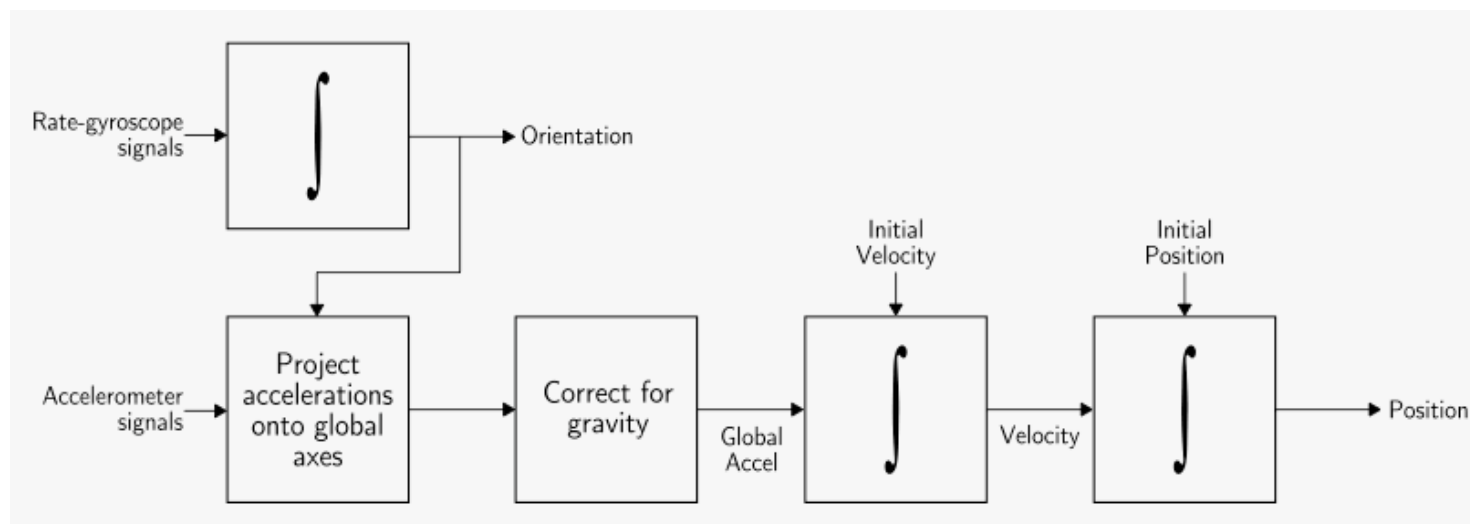 Rate-gyroscope
signals
∫
Orientation
Initial
Velocity
Initial
Position
Accelerometer
signals
Project
accelerations
onto global
axes
Correct for
gravity
Global
Accel
∫
Velocity
∫
Position